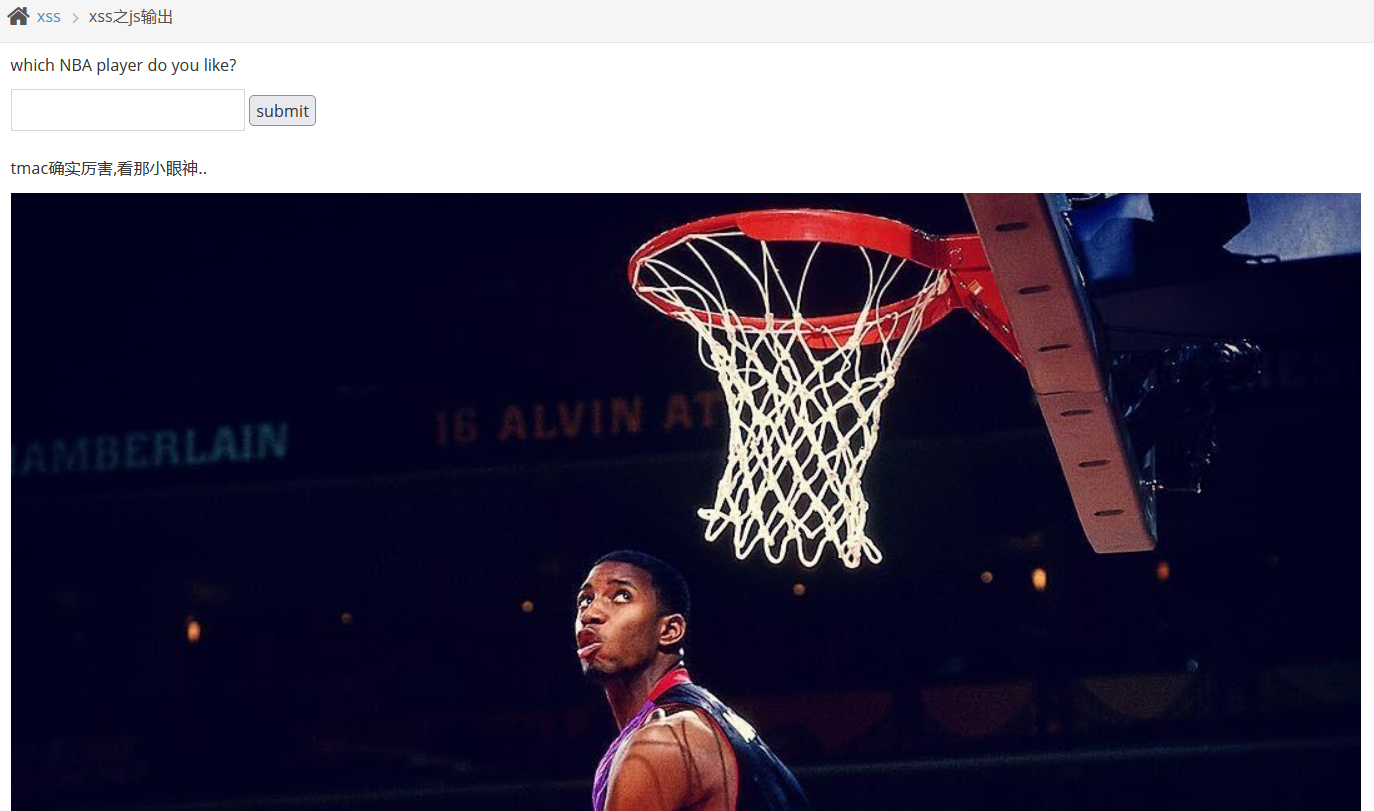 xss > xss之js输出
which NBA player do you like?
submit
tmac确实厉害,看那小眼神..
AMBERLAIN
16 ALVIN AT